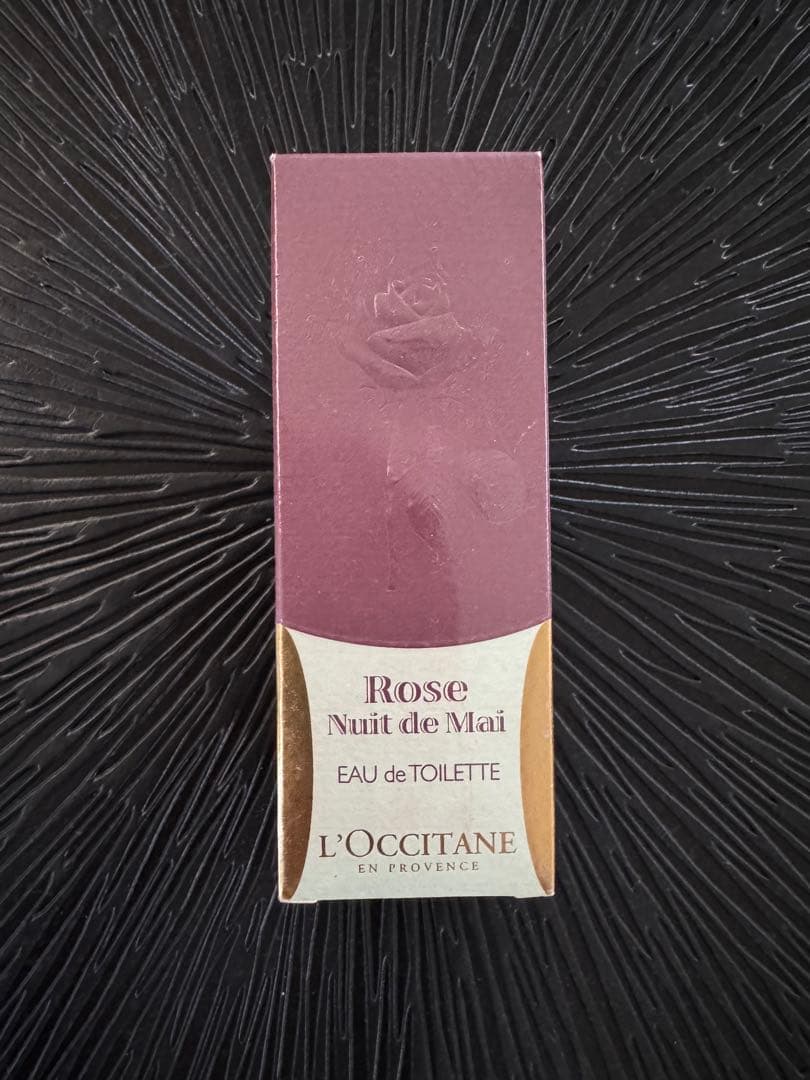 Rose
Nuit de Mai
EAU de TOILETTE
L'OCCITANE
EN PROVENCE